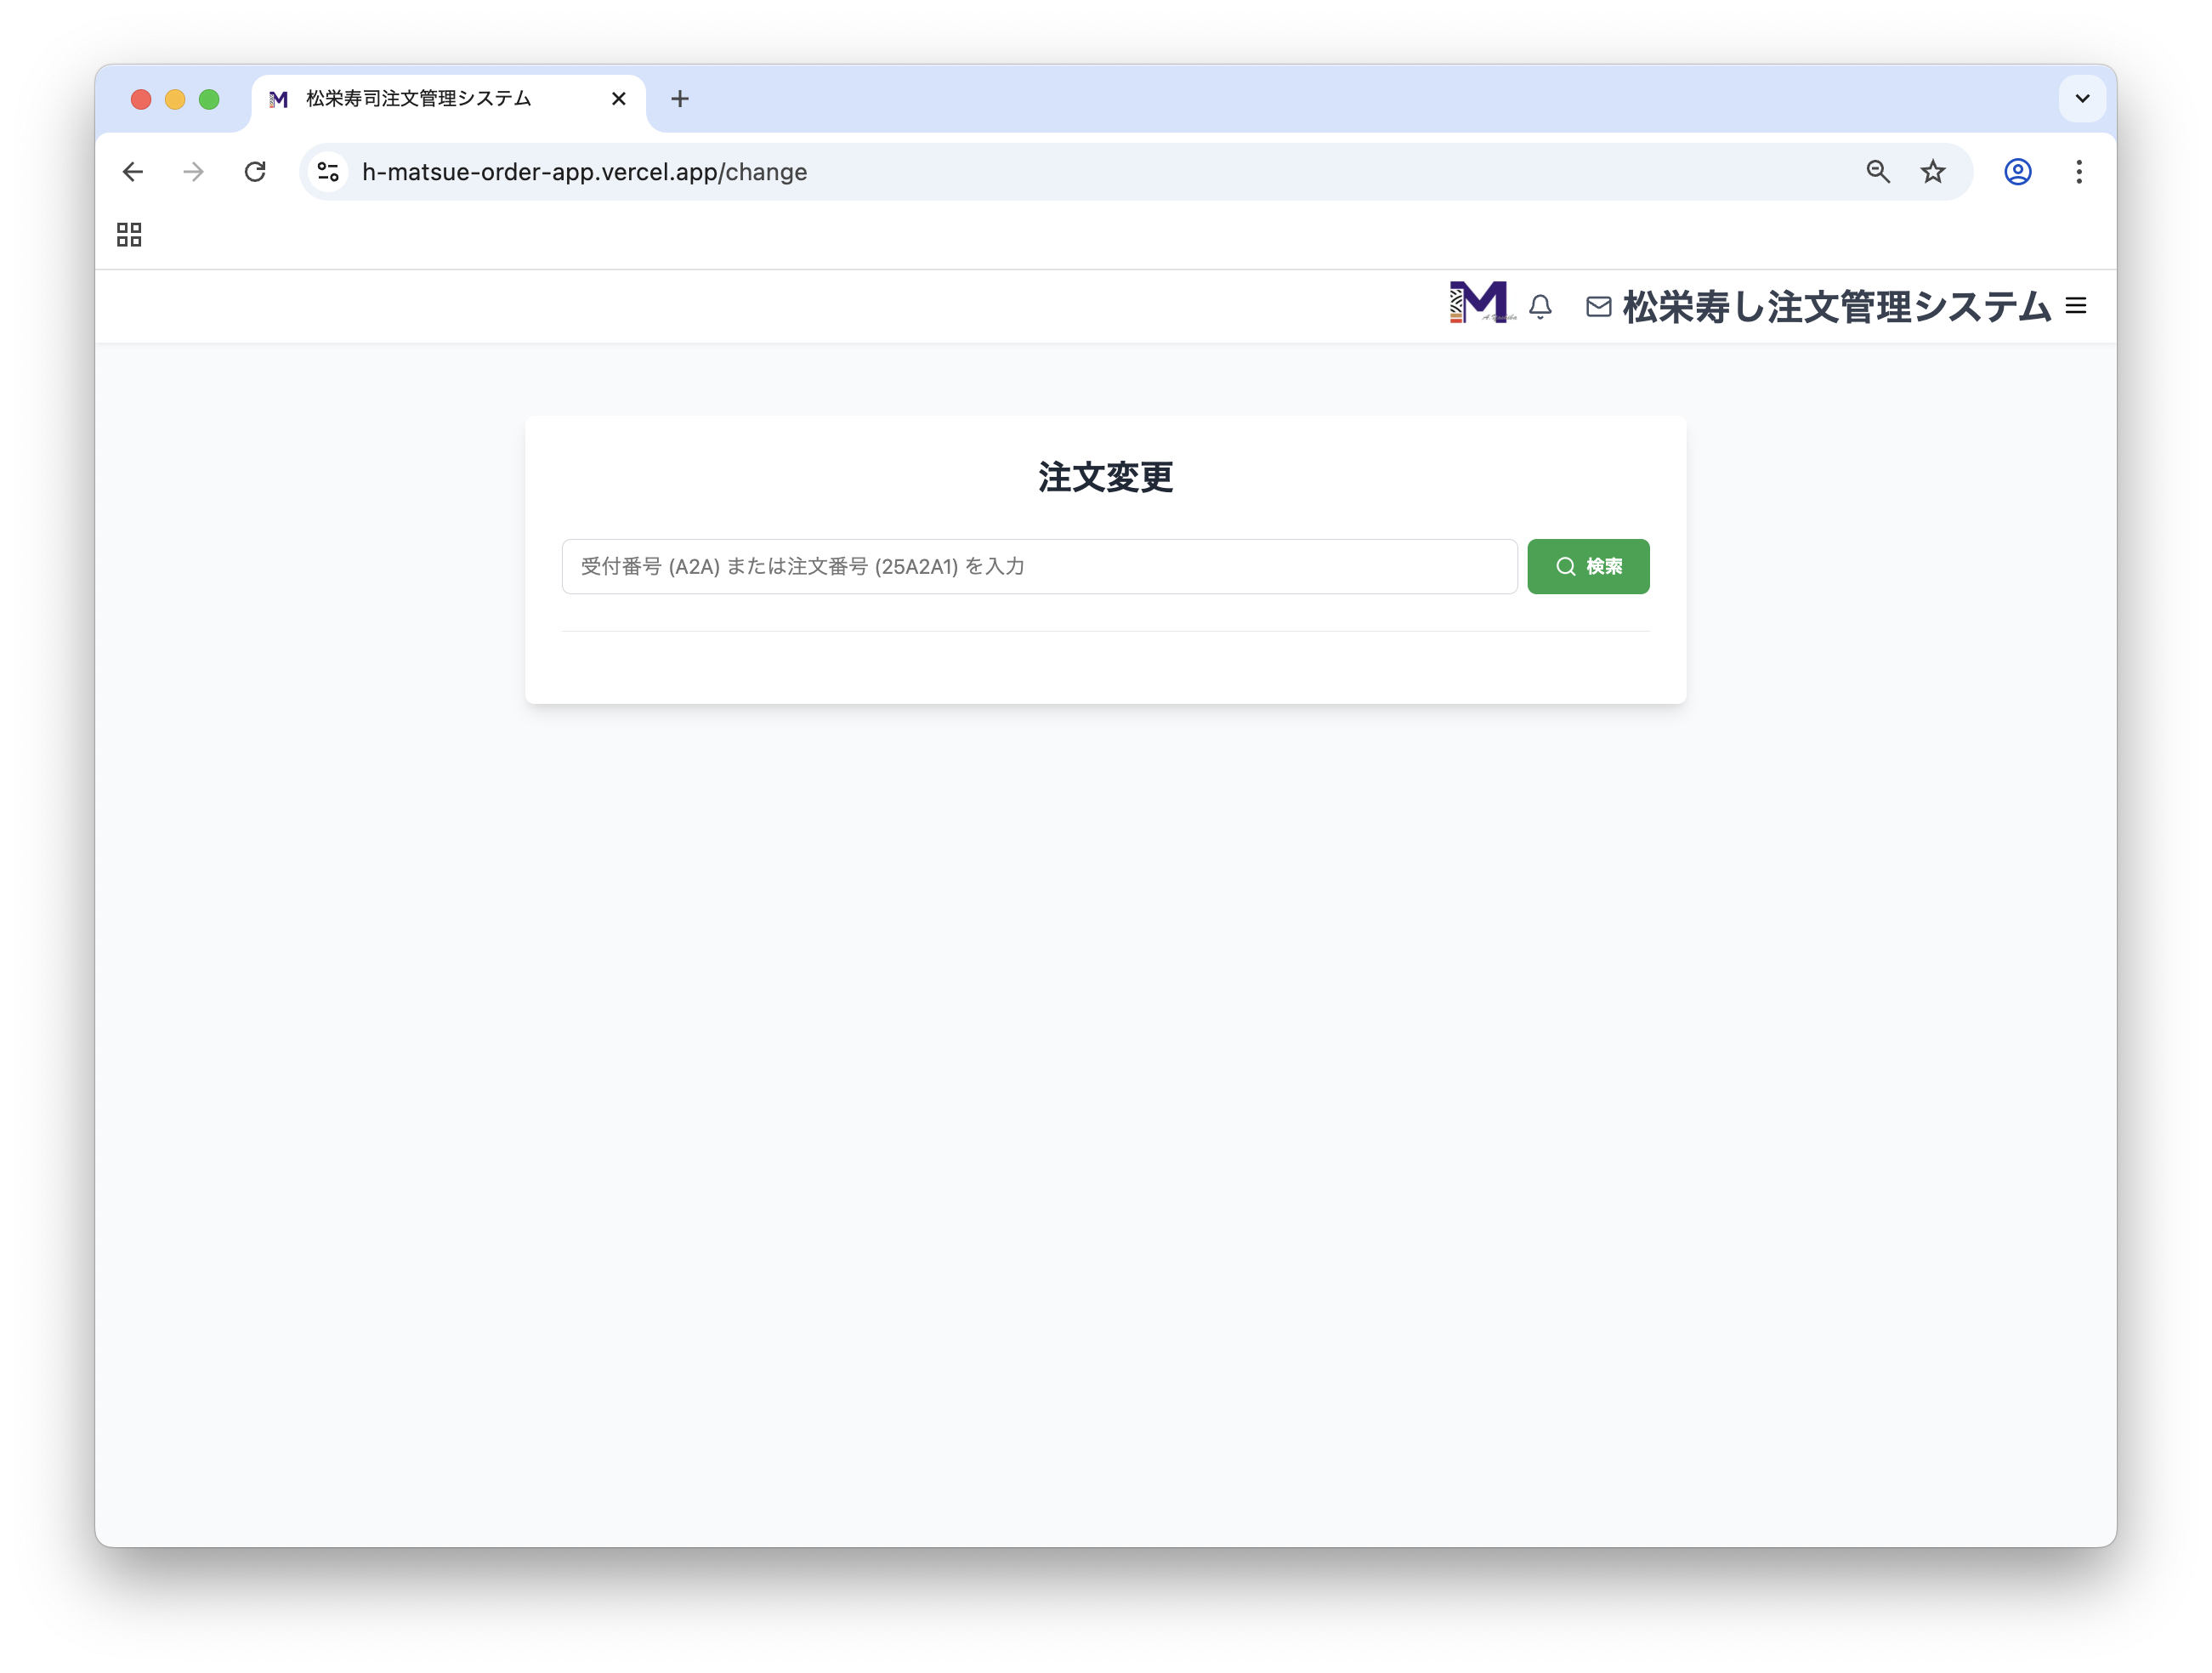 松栄寿司注文管理システム
h-matsue-order-app.vercel.app/change
M
松栄寿し注文管理システム
注文変更
受付番号 (A2A) または注文番号 (25A2A1) を入力
検索